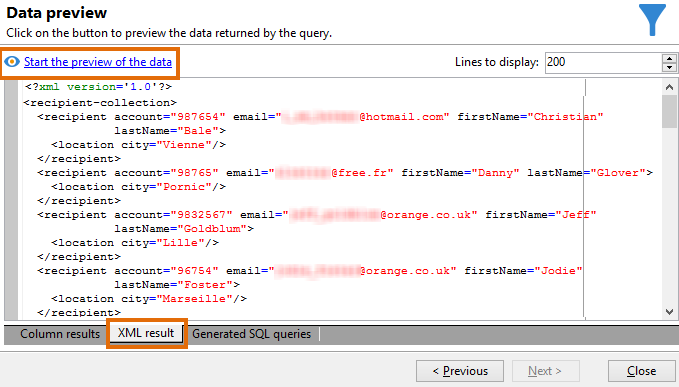 Data preview
Click on the button to preview the data returned by the query.
Start the preview of the data Lines to display: 200
<?xml version='1.0'?>
<recipient-collection>
<recipient account="987654" email=" @hotmail.com" firstName="Christian"
lastName="Bale">
<location city="Vienne"/>
</recipient>
<recipient account="98765" email=" @free.fr" firstName="Danny" lastName="Glover">
<location city="Pornic"/>
</recipient>
<recipient account="9832567" email=" @orange.co.uk" firstName="Jeff"
lastName="Goldblum">
<location city="Lille"/>
</recipient>
<recipient account="96754" email=" @orange.co.uk" firstName="Jodie"
lastName="Foster">
<location city="Marseille"/>
</recipient>
Column results XML result Generated SQL queries
< Previous Next > Close